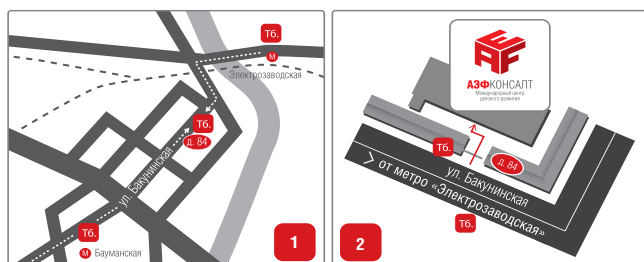 Тб.
М
Электрозаводская
Тб.
д. 84
ул. Бакунинская
Тб.
М Бауманская
1
AEF
АЭФКОНСАЛТ
Международный центр
делового развития
Тб.
д. 84
ул. Бакунинская
от метро «Электрозаводская»
Тб.
2